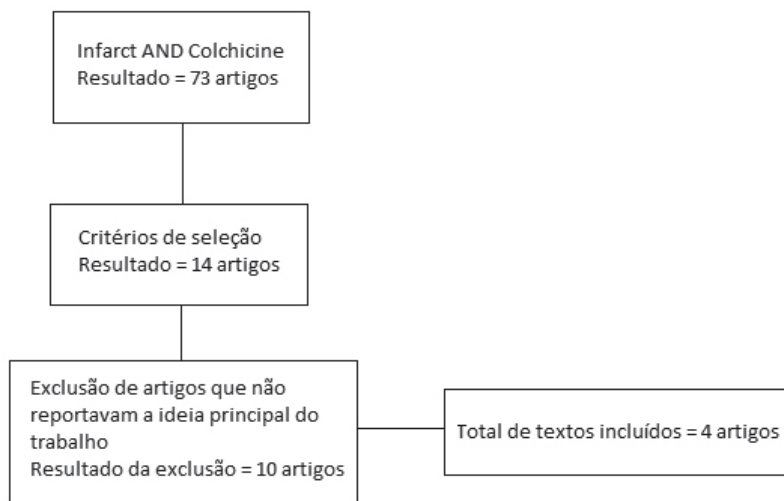 Infarct AND Colchicine
Resultado = 73 artigos
Critérios de seleção
Resultado = 14 artigos
Exclusão de artigos que não
reportavam a ideia principal do
trabalho
Resultado da exclusão = 10 artigos
Total de textos incluídos = 4 artigos